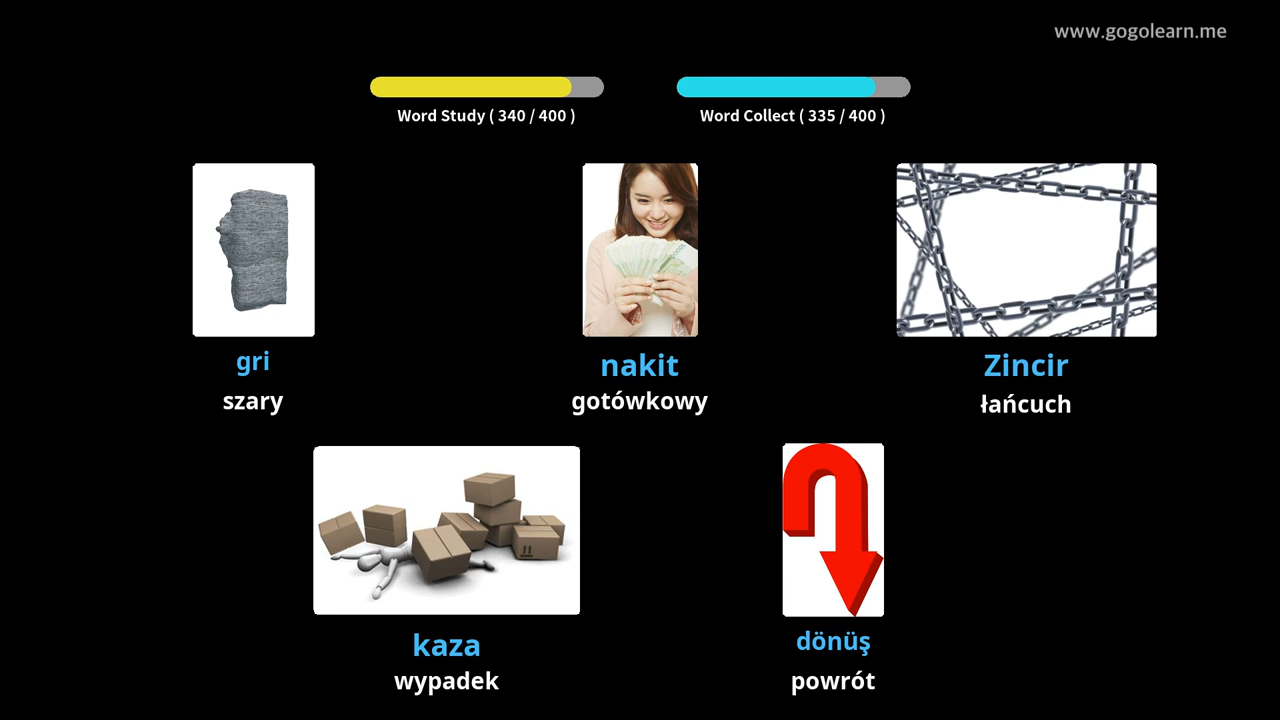 www.gogolearn.me
Word Study ( 340 / 400 )
Word Collect ( 335 / 400 )
gri
szary
nakit
gotówkowy
Zincir
łańcuch
kaza
wypadek
dönüş
powrót